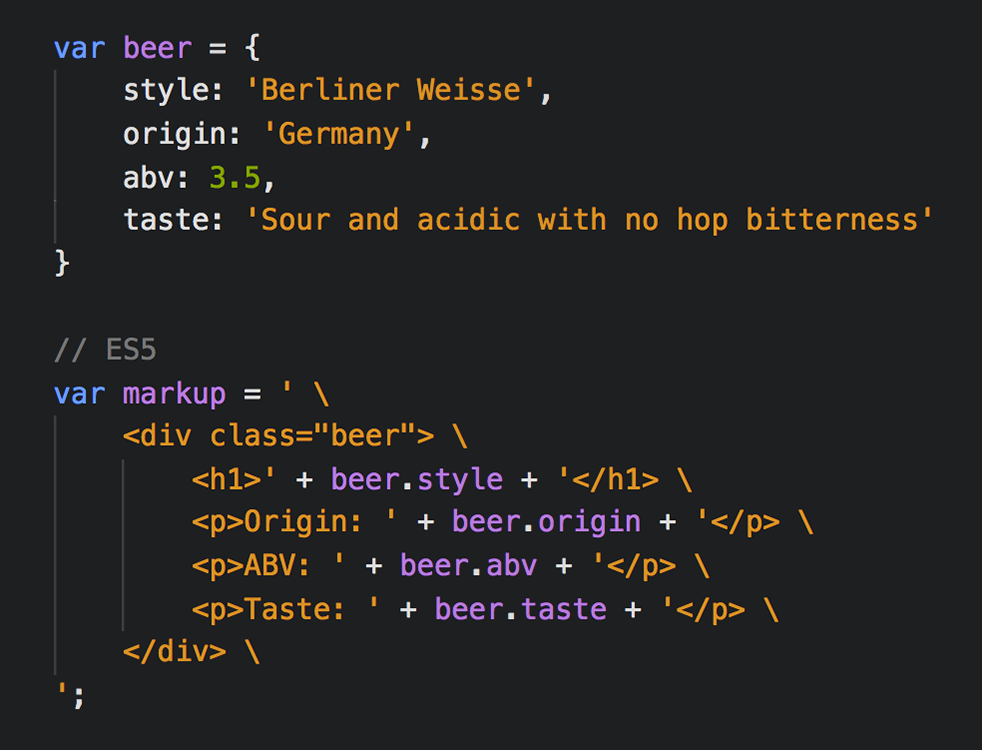 var beer = {
    style: 'Berliner Weisse',
    origin: 'Germany',
    abv: 3.5,
    taste: 'Sour and acidic with no hop bitterness'
}

// ES5
var markup = ' \
    <div class="beer"> \
        <h1>' + beer.style + '</h1> \
        <p>Origin: ' + beer.origin + '</p> \
        <p>ABV: ' + beer.abv + '</p> \
        <p>Taste: ' + beer.taste + '</p> \
    </div> \
';